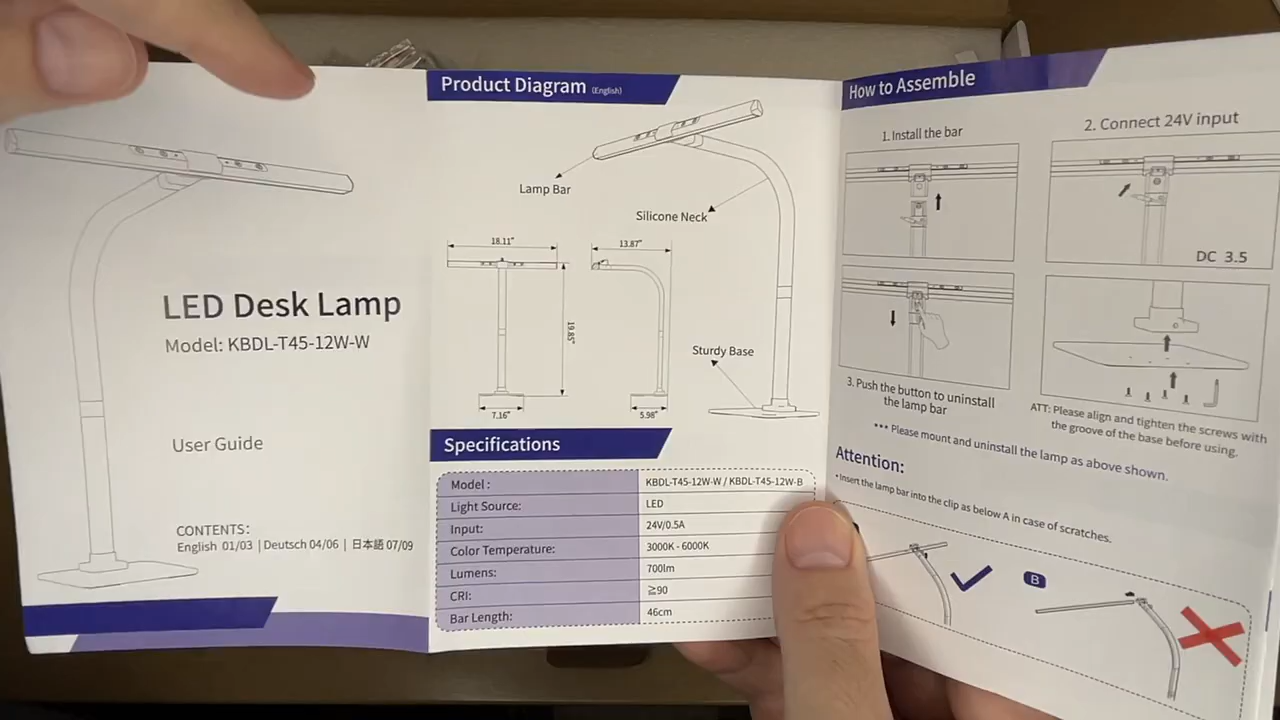 LED Desk Lamp
Model: KBDL-T45-12W-W
User Guide
CONTENTS:
English 01/03 | Deutsch 04/06 | 日本語 07/09
Product Diagram (English)
Lamp Bar
Silicone Neck
18.11"
13.87"
19.85"
Sturdy Base
7.16"
5.98"
Specifications
Model : KBDL-T45-12W-W / KBDL-T45-12W-B
Light Source: LED
Input: 24V/0.5A
Color Temperature: 3000K - 6000K
Lumens: 700lm
CRI: ≧90
Bar Length: 46cm
How to Assemble
1. Install the bar
2. Connect 24V input
DC 3.5
3. Push the button to uninstall
the lamp bar
ATT: Please align and tighten the screws with
the groove of the base before using.
*** Please mount and uninstall the lamp as above shown.
Attention:
•Insert the lamp bar into the clip as below A in case of scratches.
B